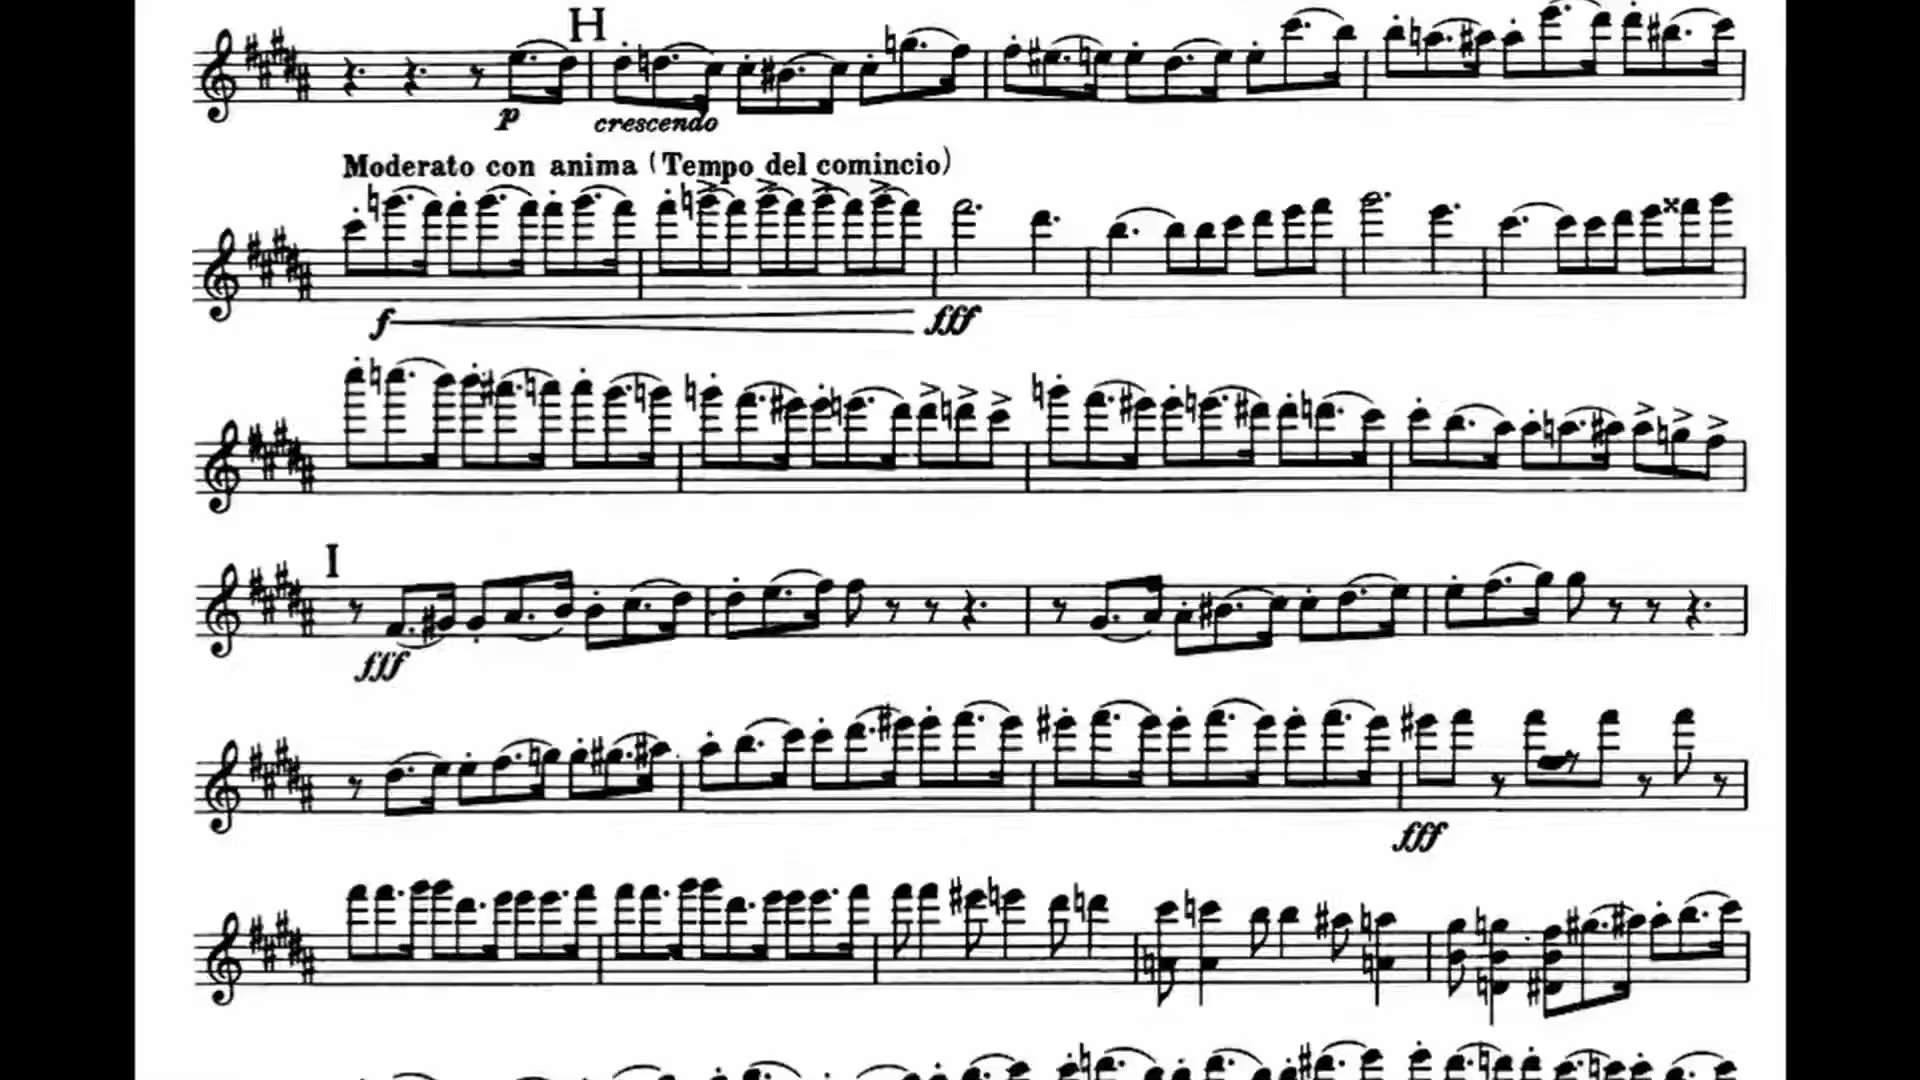 H
p
crescendo
Moderato con anima (Tempo del comincio)
f
fff
I
fff
fff